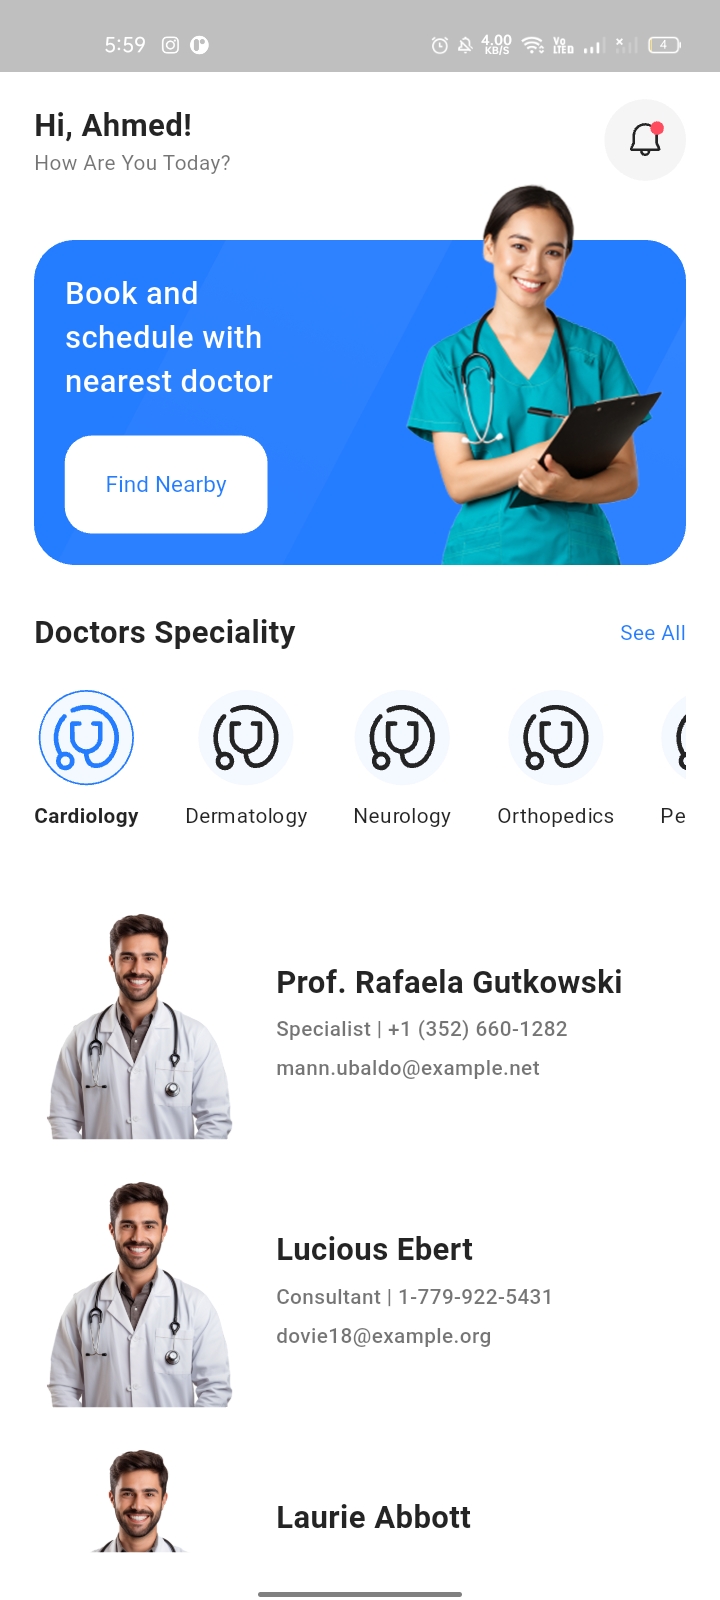 5:59
4.00 KB/S
Vo LTE
4
Hi, Ahmed!
How Are You Today?
Book and
schedule with
nearest doctor
Find Nearby
Doctors Speciality
See All
Cardiology
Dermatology
Neurology
Orthopedics
Pe
Prof. Rafaela Gutkowski
Specialist | +1 (352) 660-1282
mann.ubaldo@example.net
Lucious Ebert
Consultant | 1-779-922-5431
dovie18@example.org
Laurie Abbott